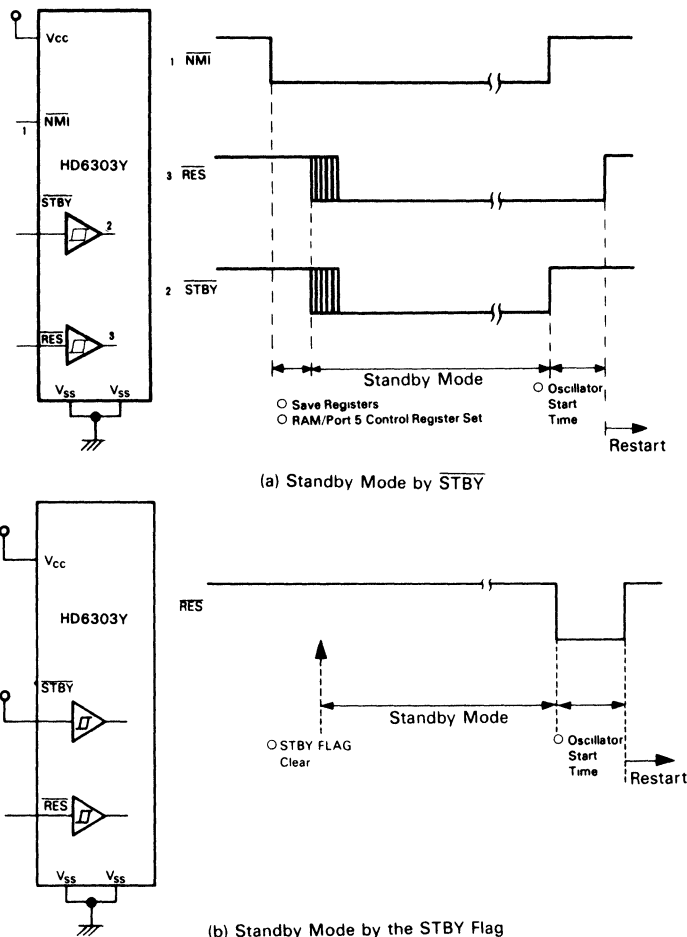 Vcc
1 NMI
HD6303Y
STBY
2
RES
3
Vss Vss
1 NMI
3 RES
2 STBY
Standby Mode
○ Save Registers
○ RAM/Port 5 Control Register Set
○ Oscillator
Start
Time
Restart
(a) Standby Mode by STBY
Vcc
HD6303Y
STBY
RES
Vss Vss
RES
Standby Mode
○ STBY FLAG
Clear
○ Oscillator
Start
Time
Restart
(b) Standby Mode by the STBY Flag